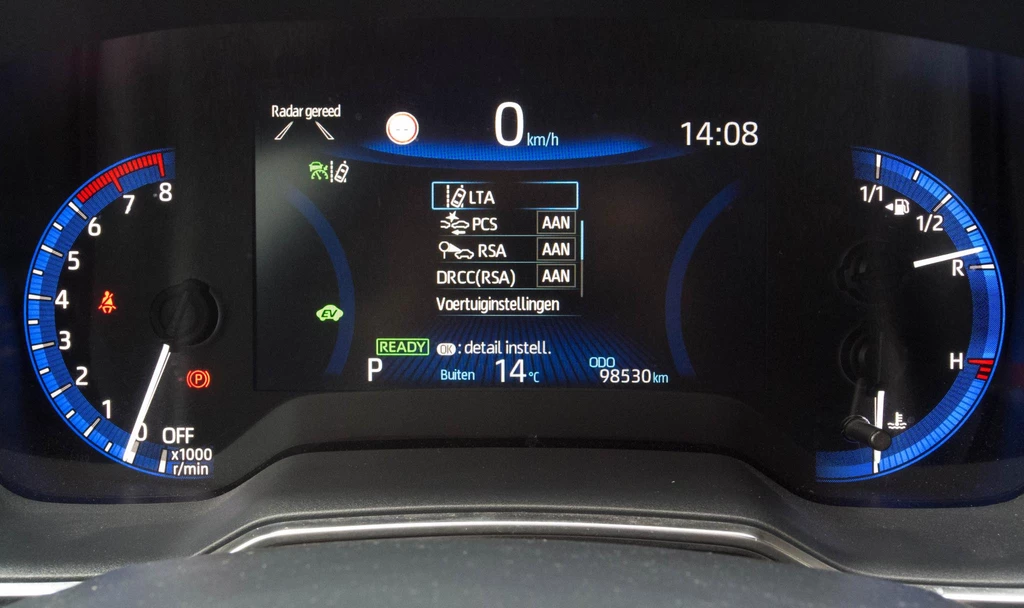 Radar gereed
0 km/h
14:08
LTA
PCS AAN
RSA AAN
DRCC(RSA) AAN
Voertuiginstellingen
EV
READY OK : detail instell.
P Buiten 14 °C ODO 98530 km
8
7
6
5
4
3
2
1
0 OFF
x1000
r/min
P
1/1
1/2
R
H